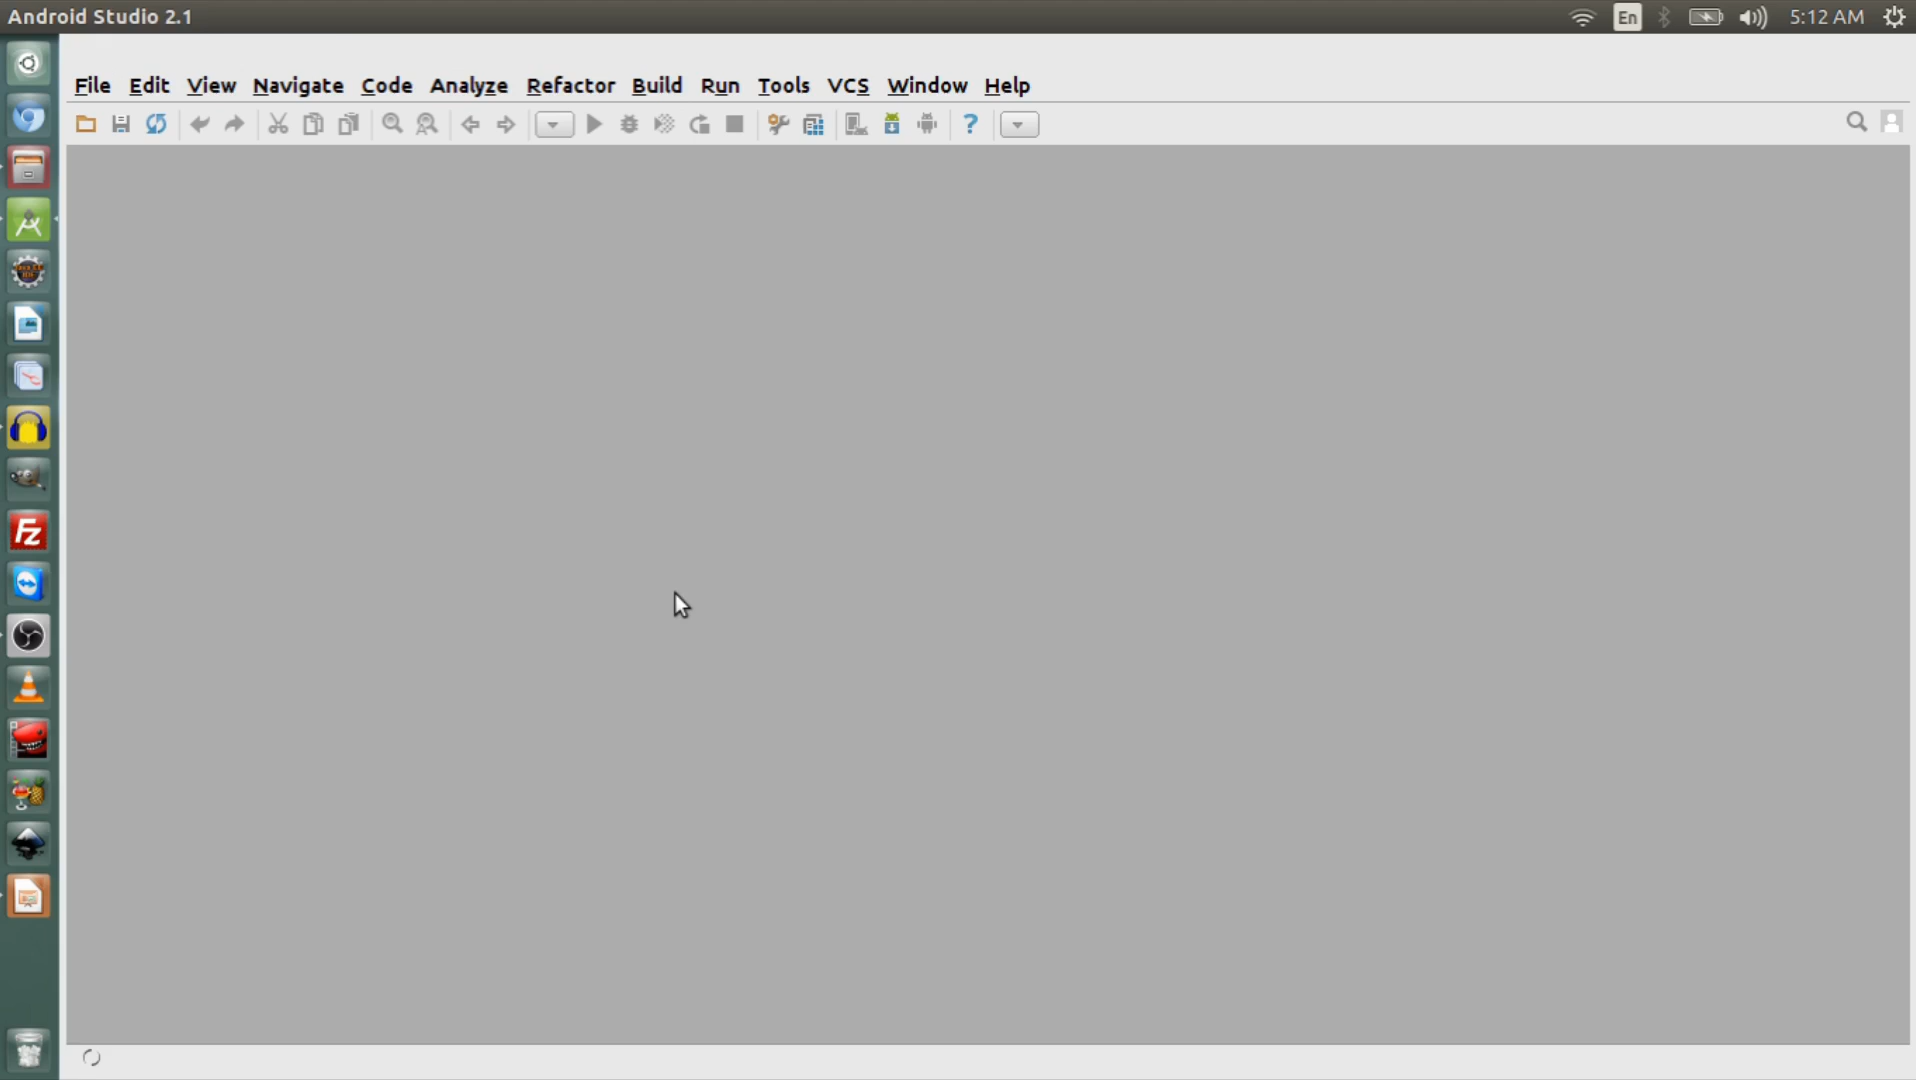 Android Studio 2.1
En
5:12 AM
File Edit View Navigate Code Analyze Refactor Build Run Tools VCS Window Help
?
Fz